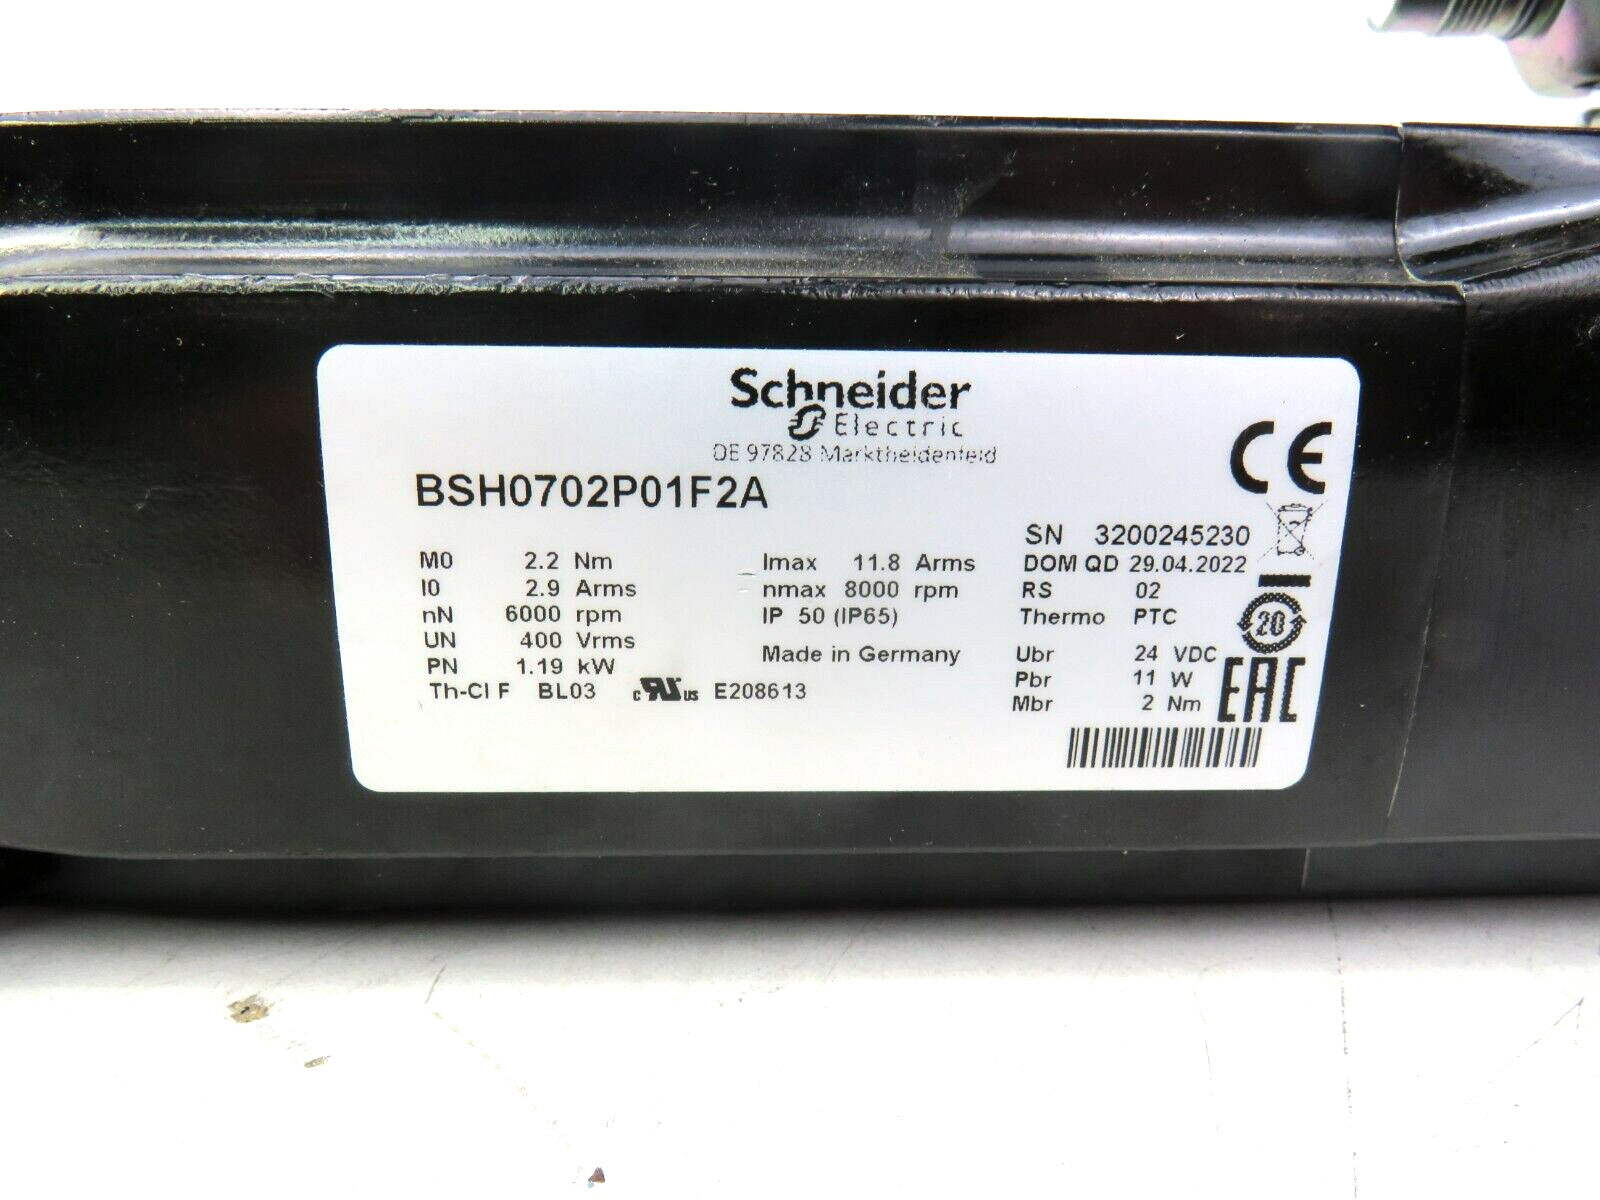 Schneider
Electric
DE 97828 Marktheidenfeld
CE
BSH0702P01F2A
SN 3200245230
M0 2.2 Nm Imax 11.8 Arms DOM QD 29.04.2022
I0 2.9 Arms nmax 8000 rpm RS 02
nN 6000 rpm IP 50 (IP65) Thermo PTC
20
UN 400 Vrms
Made in Germany Ubr 24 VDC
PN 1.19 kW
Pbr 11 W
Th-Cl F BL03 c RU us E208613
Mbr 2 Nm
EAC